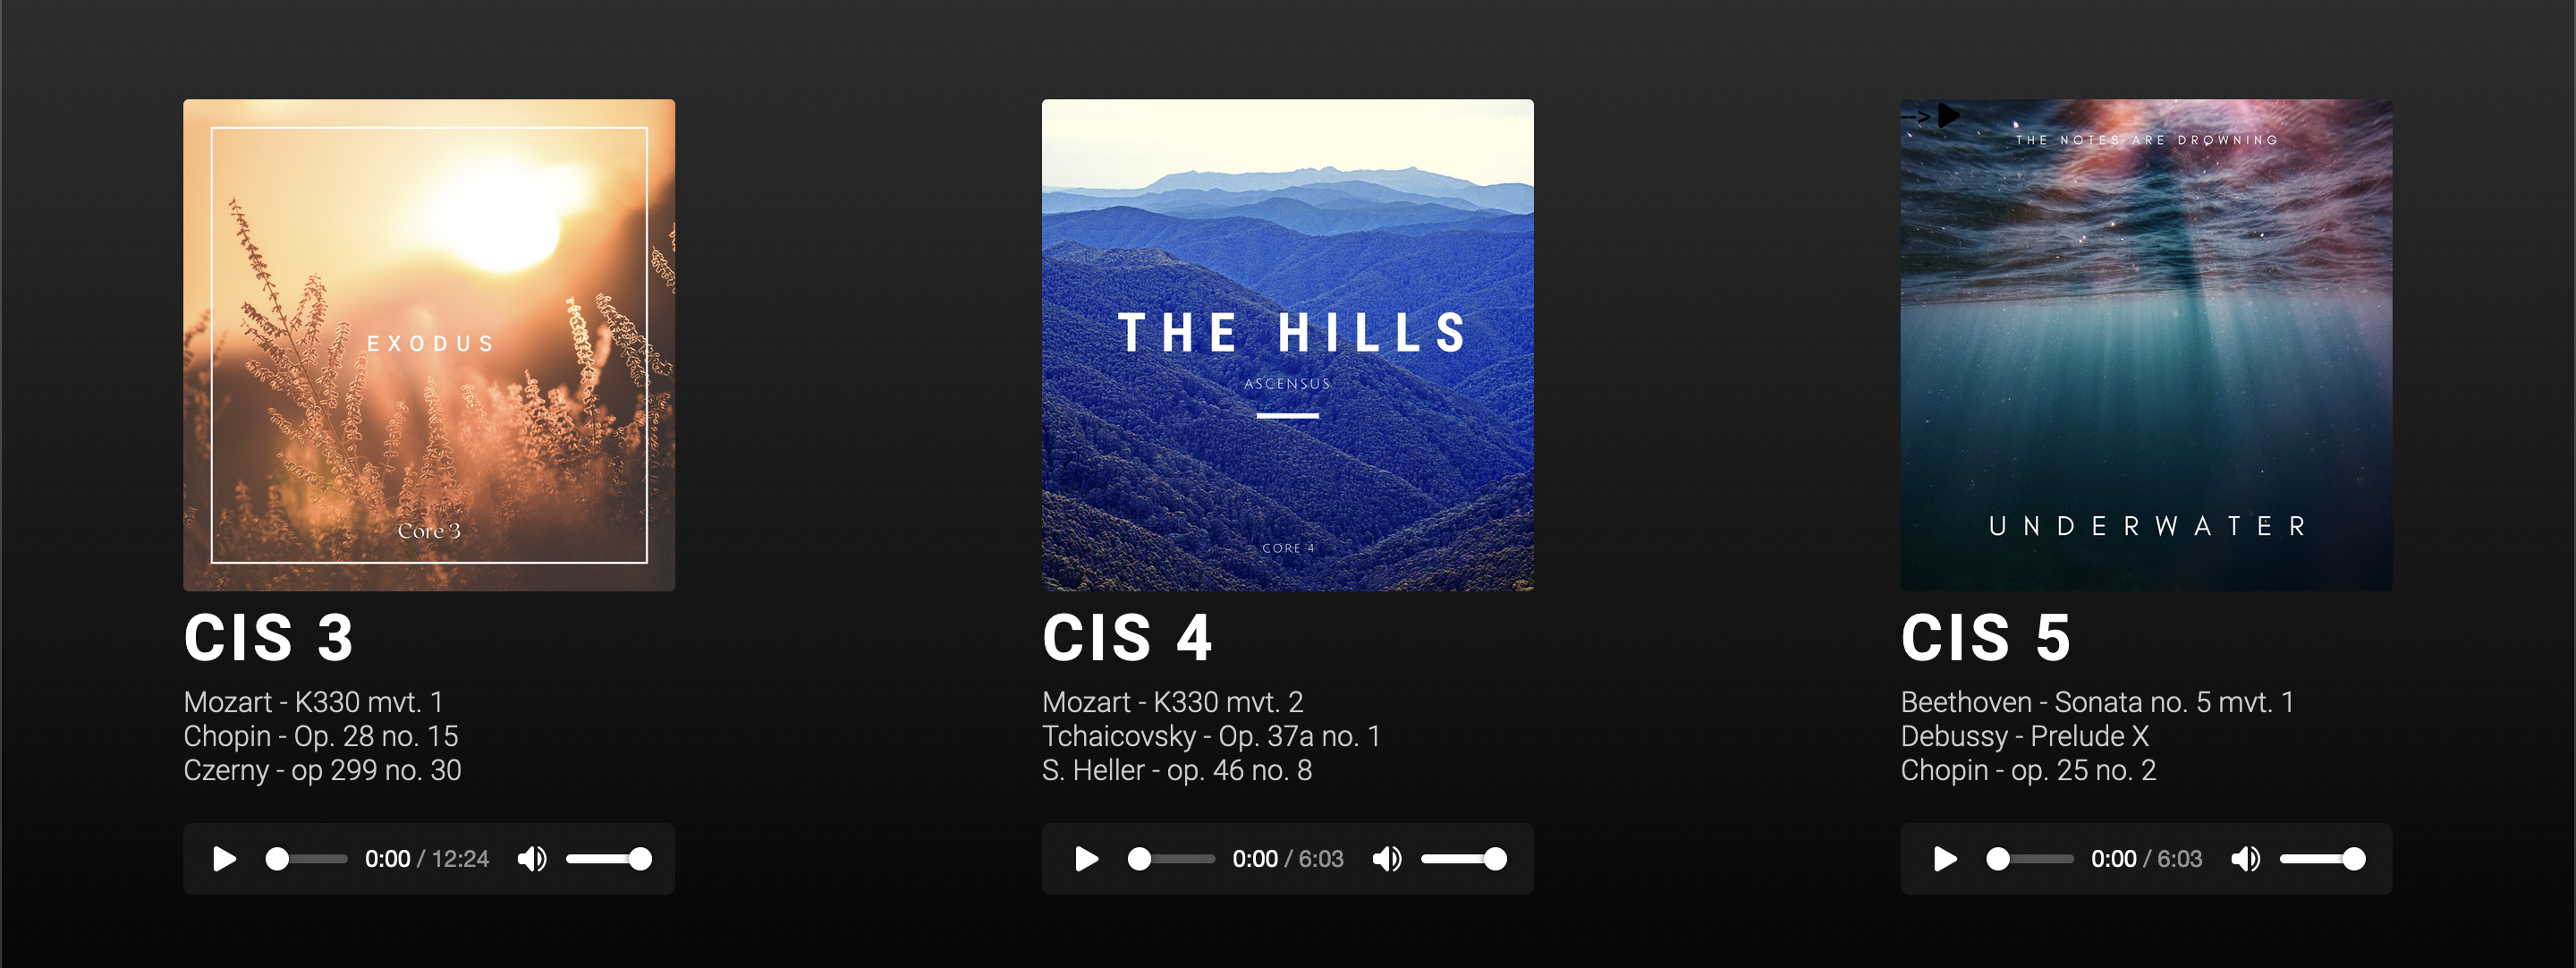 EXODUS
Core 3
CIS 3
Mozart - K330 mvt. 1
Chopin - Op. 28 no. 15
Czerny - op 299 no. 30
0:00 / 12:24
THE HILLS
ASCENSUS
CORE 4
CIS 4
Mozart - K330 mvt. 2
Tchaicovsky - Op. 37a no. 1
S. Heller - op. 46 no. 8
0:00 / 6:03
-->
THE NOTES ARE DROWNING
UNDERWATER
CIS 5
Beethoven - Sonata no. 5 mvt. 1
Debussy - Prelude X
Chopin - op. 25 no. 2
0:00 / 6:03